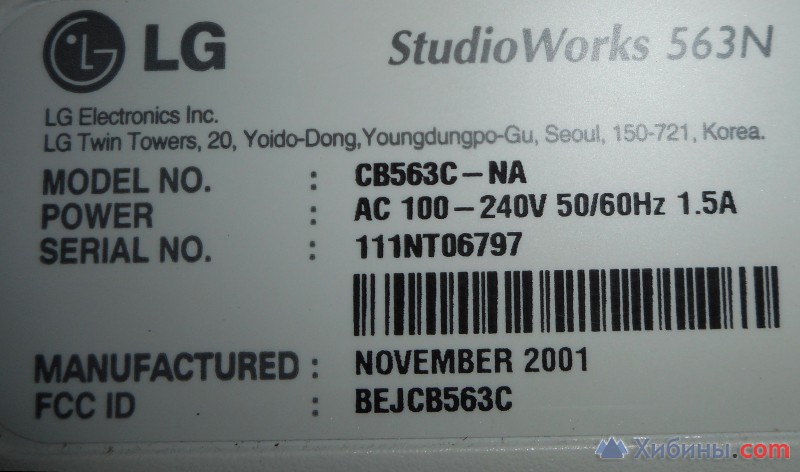 LG StudioWorks 563N
LG Electronics Inc.
LG Twin Towers, 20, Yoido-Dong,Youngdungpo-Gu, Seoul, 150-721, Korea.
MODEL NO. : CB563C-NA
POWER : AC 100-240V 50/60Hz 1.5A
SERIAL NO. : 111NT06797
MANUFACTURED : NOVEMBER 2001
FCC ID : BEJCB563C
Хибины.com